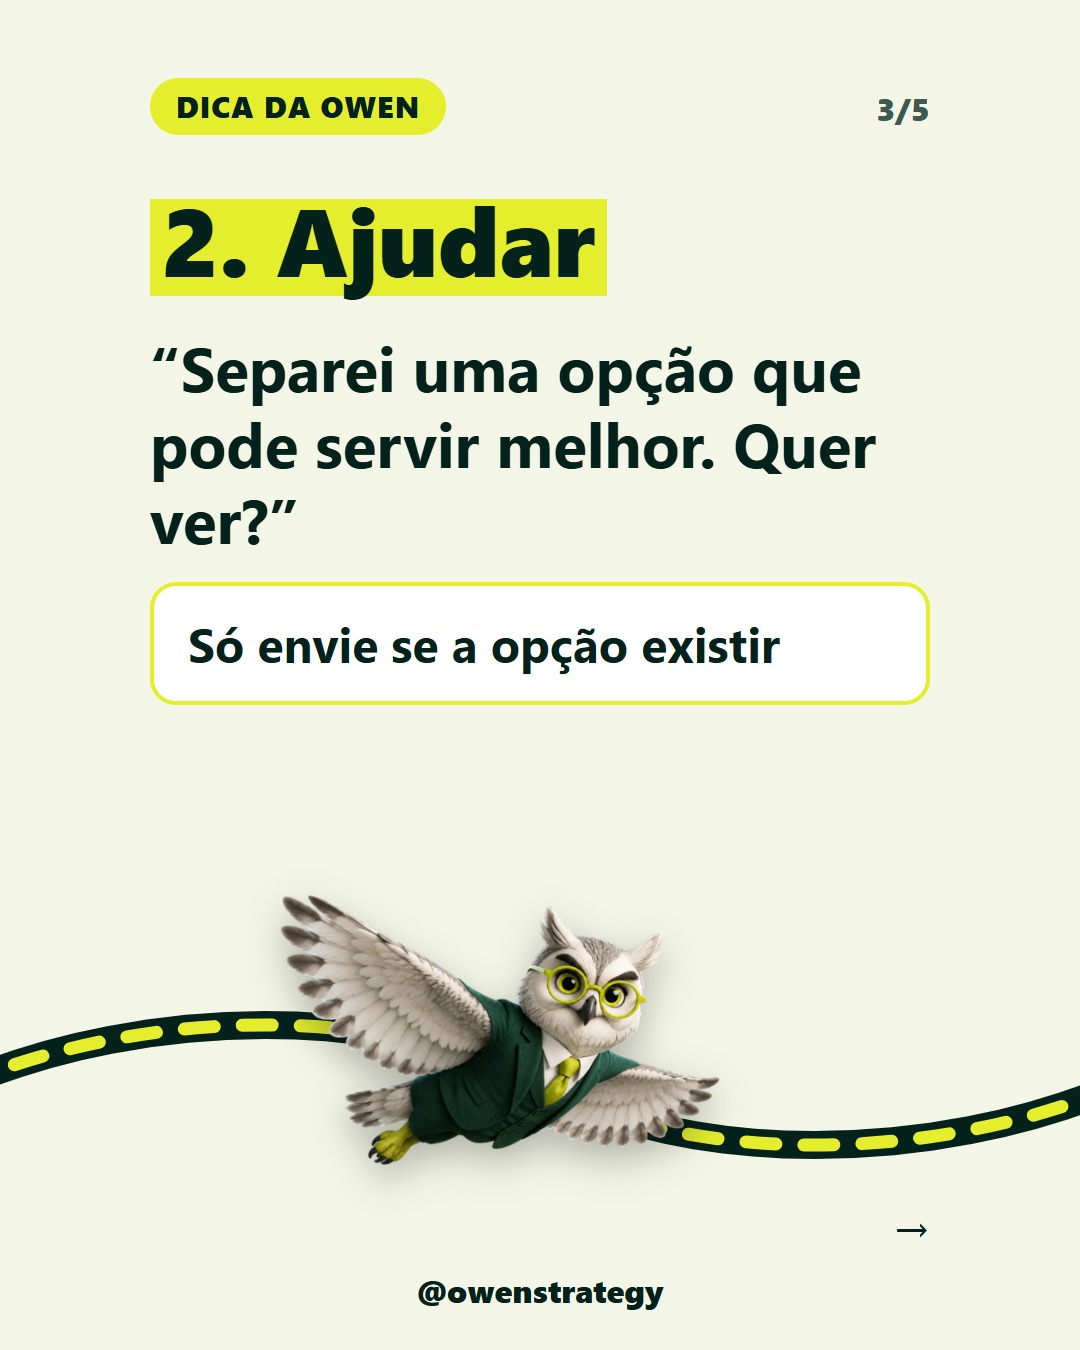 DICA DA OWEN
3/5
2. Ajudar
“Separei uma opção que
pode servir melhor. Quer
ver?”
Só envie se a opção existir
→
@owenstrategy